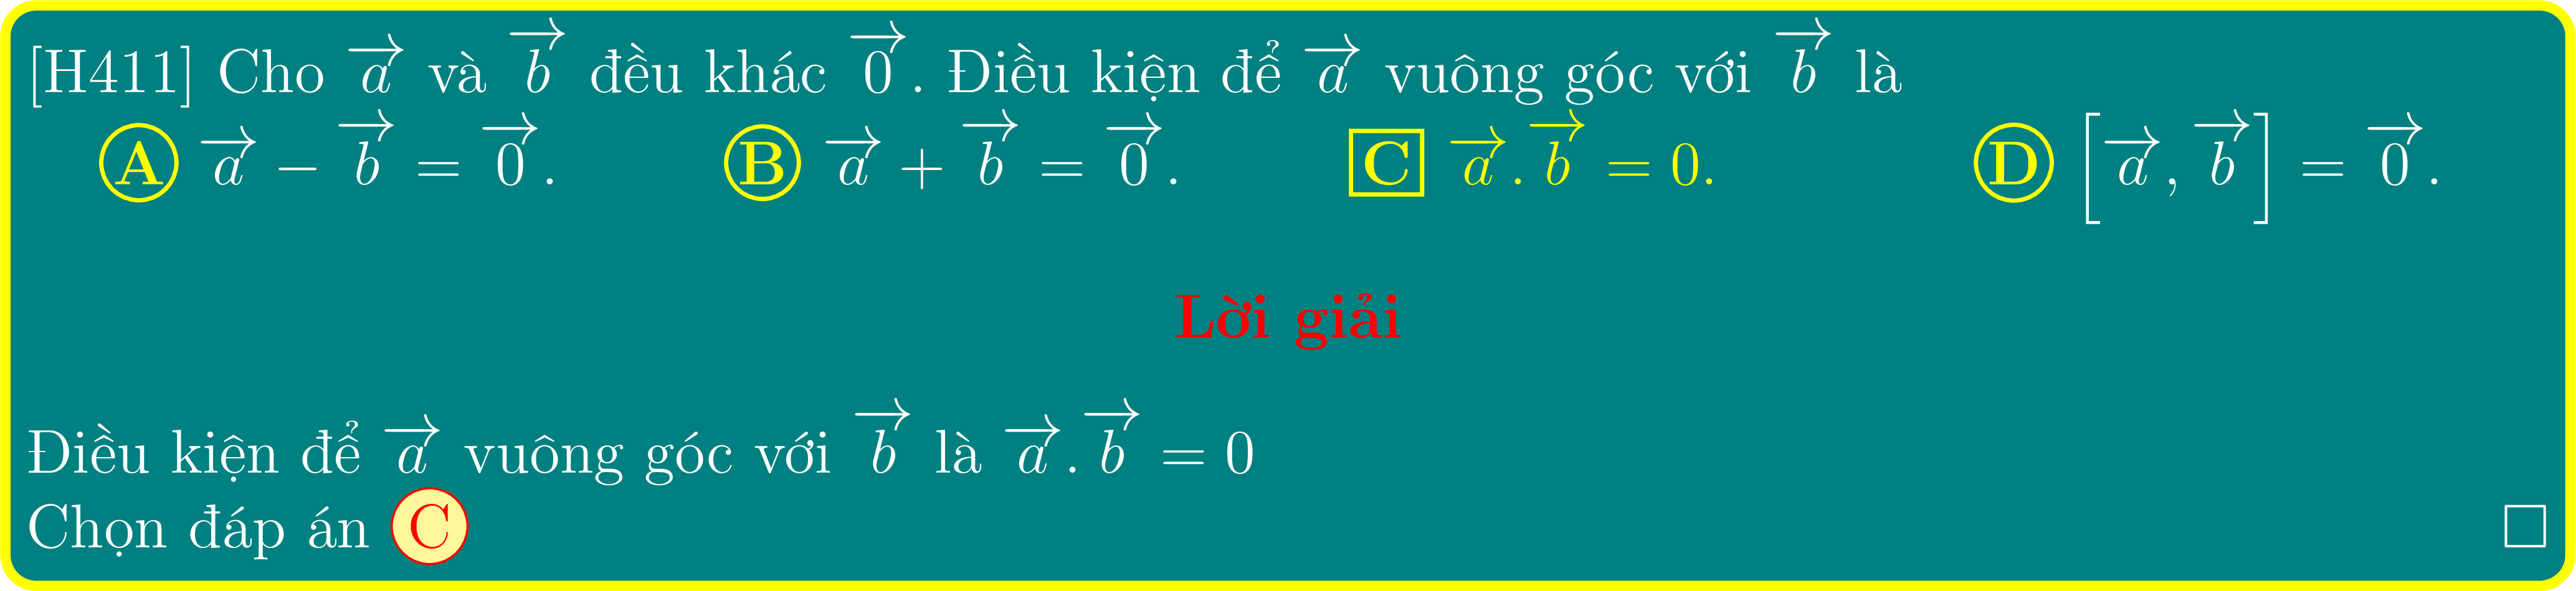 [H411] Cho $\overrightarrow{a}$ và $\overrightarrow{b}$ đều khác $\overrightarrow{0}$. Điều kiện để $\overrightarrow{a}$ vuông góc với $\overrightarrow{b}$ là
A $\overrightarrow{a} - \overrightarrow{b} = \overrightarrow{0}$. B $\overrightarrow{a} + \overrightarrow{b} = \overrightarrow{0}$. C $\overrightarrow{a}.\overrightarrow{b} = 0$. D $\left[\overrightarrow{a}, \overrightarrow{b}\right] = \overrightarrow{0}$.
Lời giải
Điều kiện để $\overrightarrow{a}$ vuông góc với $\overrightarrow{b}$ là $\overrightarrow{a}.\overrightarrow{b} = 0$
Chọn đáp án C □